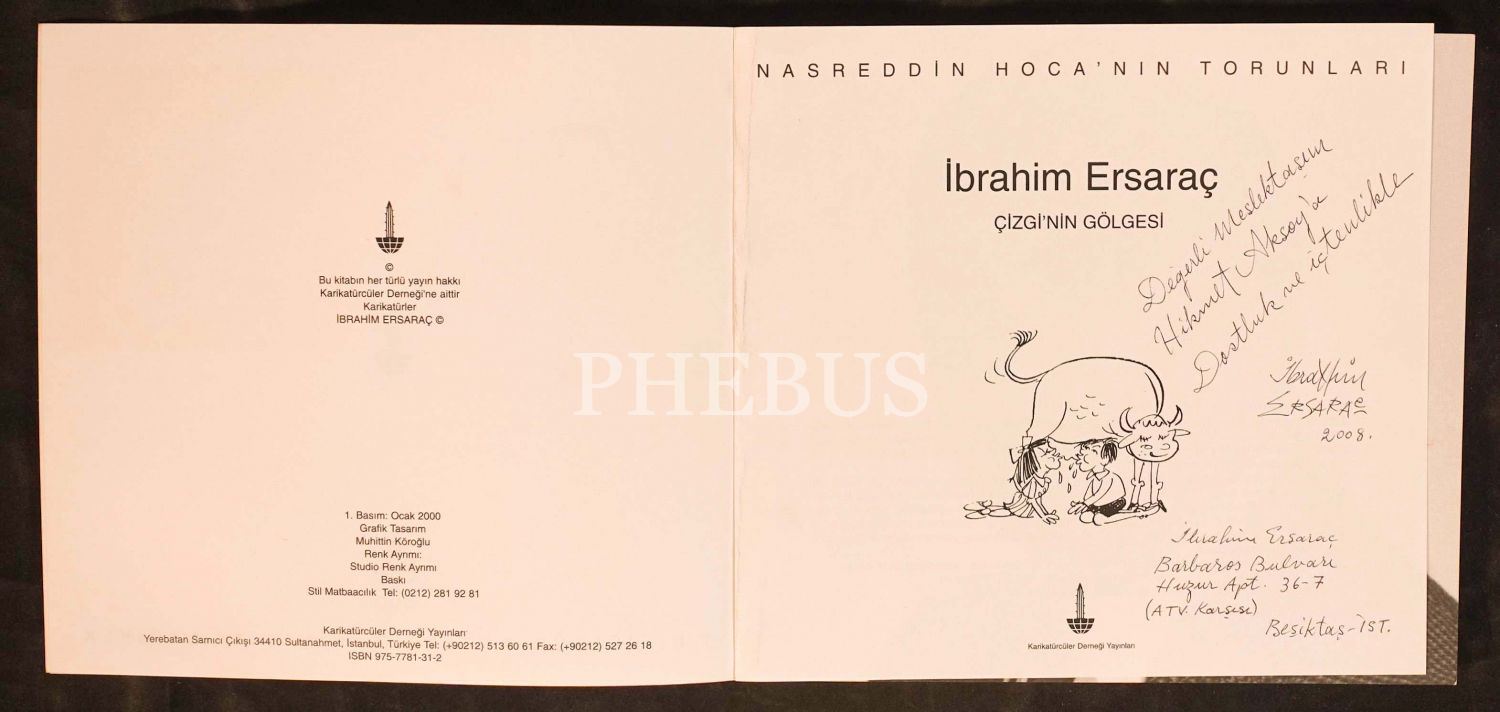 ©
Bu kitabın her türlü yayın hakkı
Karikatürcüler Derneği'ne aittir
Karikatürler
İBRAHİM ERSARAÇ ©
1. Basım: Ocak 2000
Grafik Tasarım
Muhittin Köroğlu
Renk Ayrımı:
Studio Renk Ayrımı
Baskı
Stil Matbaacılık Tel: (0212) 281 92 81
Karikatürcüler Derneği Yayınları
Yerebatan Sarnıcı Çıkışı 34410 Sultanahmet, İstanbul, Türkiye Tel: (+90212) 513 60 61 Fax: (+90212) 527 26 18
ISBN 975-7781-31-2
NASREDDİN HOCA'NIN TORUNLARI
İbrahim Ersaraç
ÇİZGİ'NİN GÖLGESİ
Değerli Meslektaşım
Hikmet Aksoy'a
Dostluk ve içtenlikle
İbrahim
ERSARAÇ
2008.
İbrahim Ersaraç
Barbaros Bulvarı
Huzur Apt. 36-7
(ATV. Karşısı)
Beşiktaş-İST.
Karikatürcüler Derneği Yayınları
PHEBUS